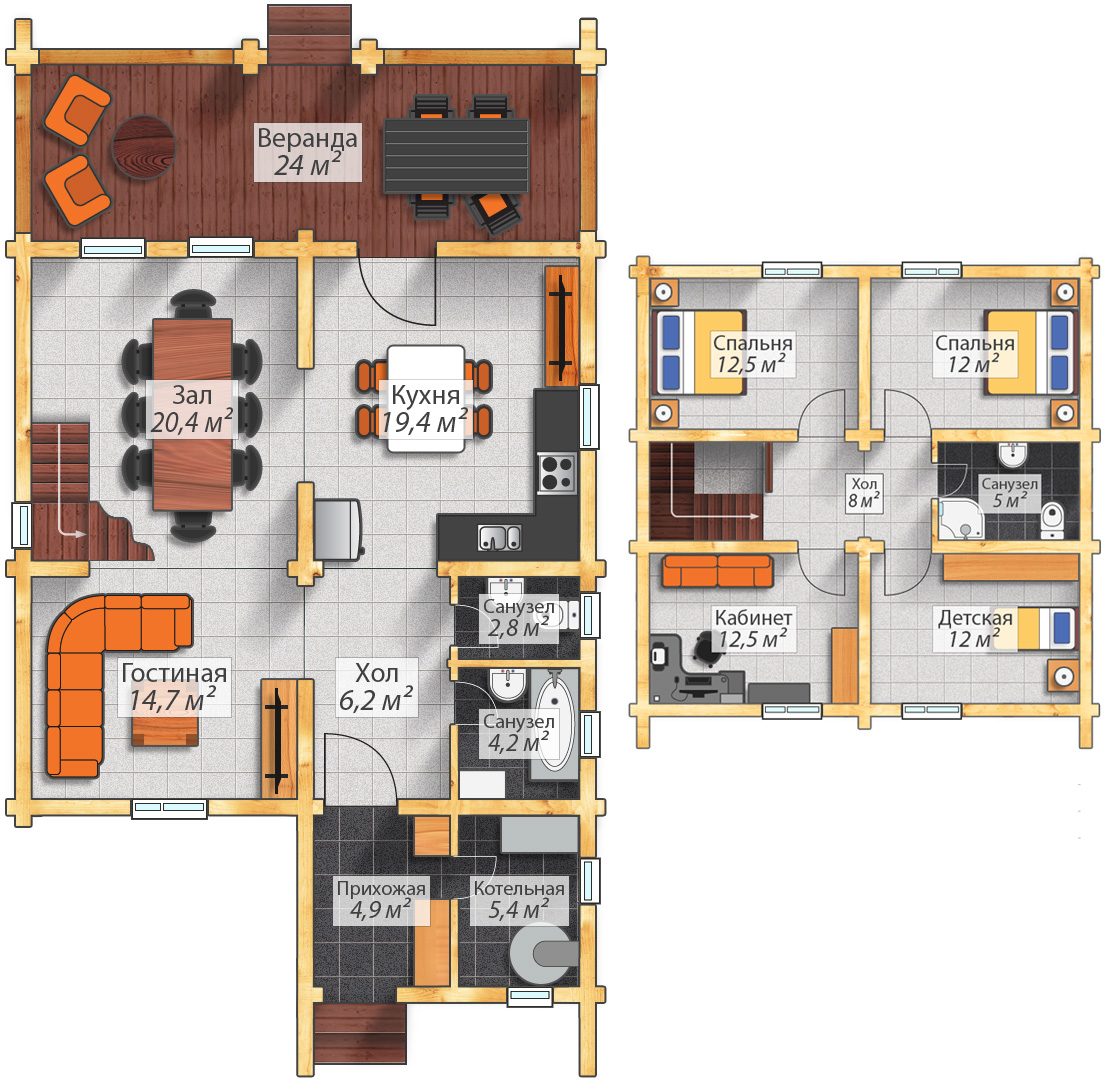 Веранда
24 м²
Зал
20,4 м²
Кухня
19,4 м²
Санузел
2,8 м²
Гостиная
14,7 м²
Хол
6,2 м²
Санузел
4,2 м²
Прихожая
4,9 м²
Котельная
5,4 м²
Спальня
12,5 м²
Спальня
12 м²
Хол
8 м²
Санузел
5 м²
Кабинет
12,5 м²
Детская
12 м²